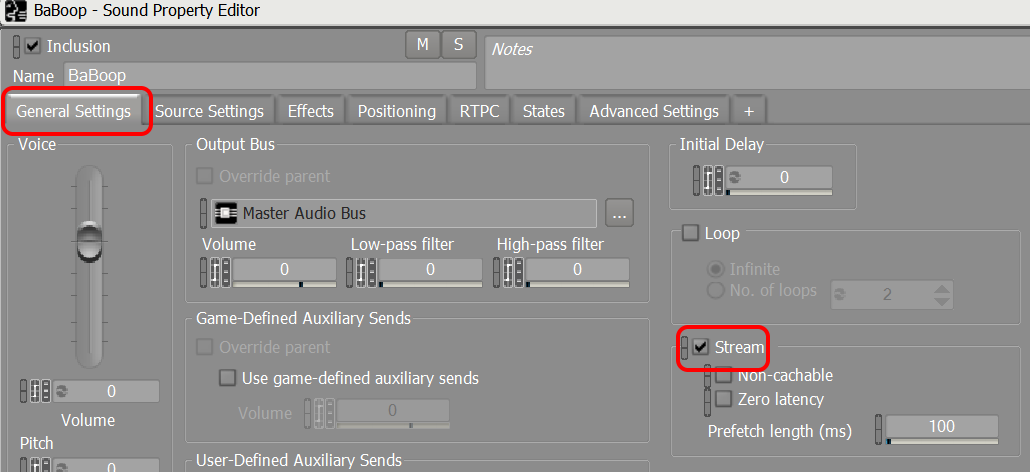 BaBoop - Sound Property Editor
Inclusion
M S
Notes
Name BaBoop
General Settings Source Settings Effects Positioning RTPC States Advanced Settings +
Voice
Output Bus
Initial Delay
Override parent
0
Master Audio Bus ...
Loop
Volume Low-pass filter High-pass filter
0 0 0
Infinite
No. of loops 2
Game-Defined Auxiliary Sends
Override parent
Stream
Use game-defined auxiliary sends
Non-cachable
0
Zero latency
Volume 0
Volume
Prefetch length (ms) 100
Pitch
User-Defined Auxiliary Sends